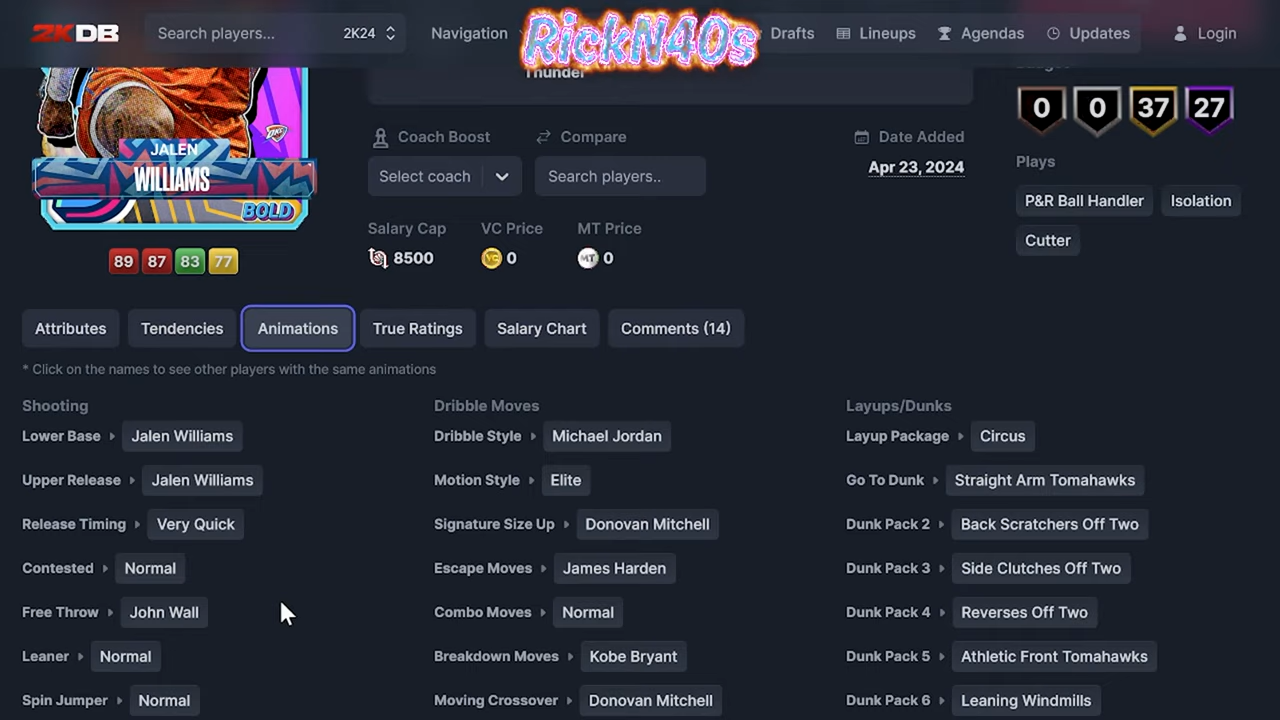 2KDB
Search players...
2K24
Navigation
RickN40s
Drafts
Lineups
Agendas
Updates
Login
Thunder
JALEN
WILLIAMS
BOLD
89 87 83 77
Coach Boost
Select coach
Compare
Search players..
Date Added
Apr 23, 2024
Salary Cap
8500
VC Price
VC 0
MT Price
MT 0
0 0 37 27
Plays
P&R Ball Handler
Isolation
Cutter
Attributes
Tendencies
Animations
True Ratings
Salary Chart
Comments (14)
* Click on the names to see other players with the same animations
Shooting
Lower Base Jalen Williams
Upper Release Jalen Williams
Release Timing Very Quick
Contested Normal
Free Throw John Wall
Leaner Normal
Spin Jumper Normal
Dribble Moves
Dribble Style Michael Jordan
Motion Style Elite
Signature Size Up Donovan Mitchell
Escape Moves James Harden
Combo Moves Normal
Breakdown Moves Kobe Bryant
Moving Crossover Donovan Mitchell
Layups/Dunks
Layup Package Circus
Go To Dunk Straight Arm Tomahawks
Dunk Pack 2 Back Scratchers Off Two
Dunk Pack 3 Side Clutches Off Two
Dunk Pack 4 Reverses Off Two
Dunk Pack 5 Athletic Front Tomahawks
Dunk Pack 6 Leaning Windmills